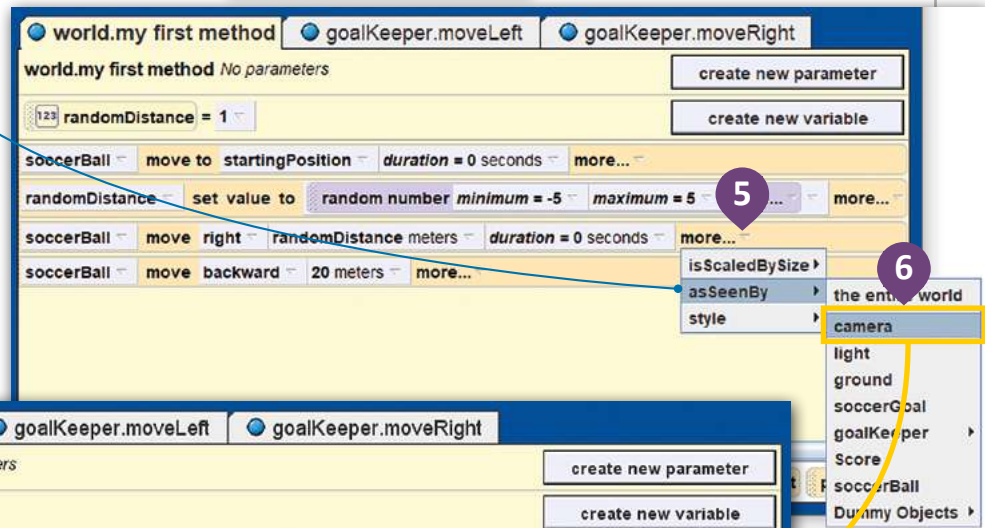 world.my first method goalKeeper.moveLeft goalKeeper.moveRight
world.my first method No parameters create new parameter
123 randomDistance = 1 create new variable
soccerBall move to startingPosition duration = 0 seconds more...
randomDistance set value to random number minimum = -5 maximum = 5 ... more...
5
soccerBall move right randomDistance meters duration = 0 seconds more...
soccerBall move backward 20 meters more...
isScaledBySize
asSeenBy
style
6
the entire world
camera
light
ground
soccerGoal
goalKeeper
Score
soccerBall
Dummy Objects
goalKeeper.moveLeft goalKeeper.moveRight
create new parameter
create new variable